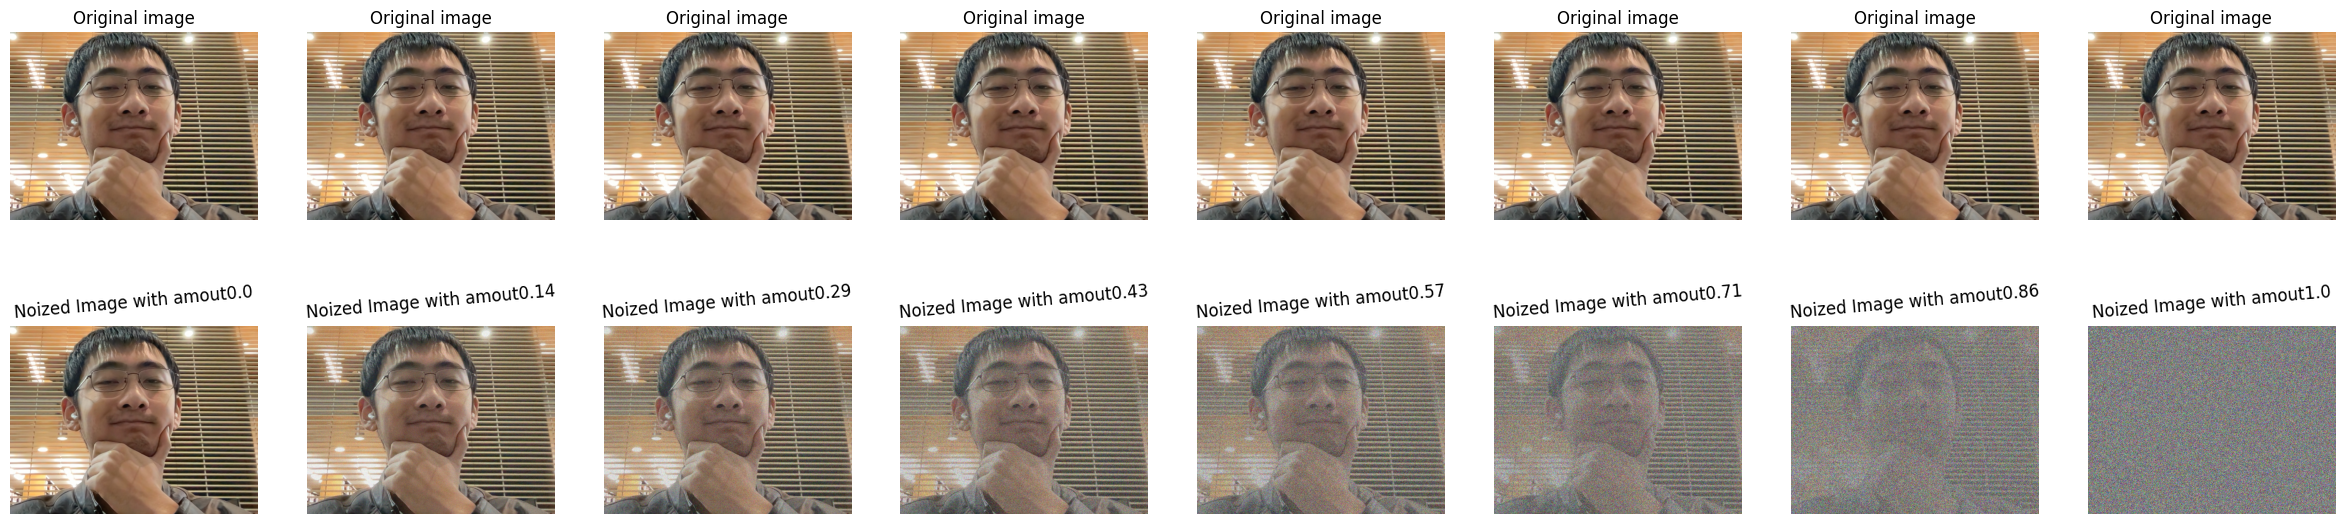 Original image
Original image
Original image
Original image
Original image
Original image
Original image
Original image
Noized Image with amout0.0
Noized Image with amout0.14
Noized Image with amout0.29
Noized Image with amout0.43
Noized Image with amout0.57
Noized Image with amout0.71
Noized Image with amout0.86
Noized Image with amout1.0